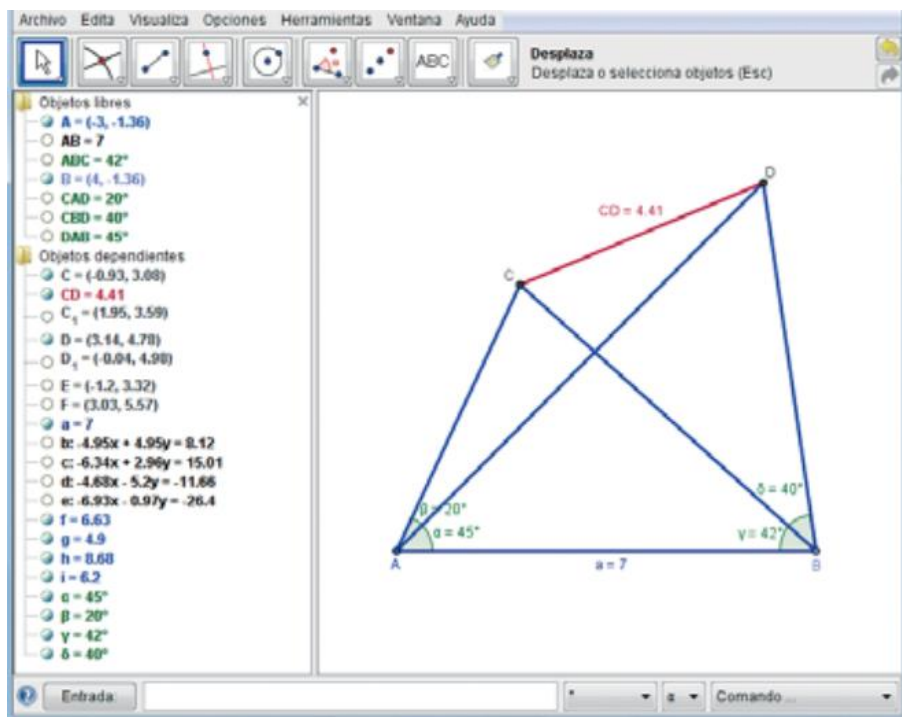 Archivo Edita Visualiza Opciones Herramientas Ventana Ayuda
ABC
Desplaza
Desplaza o selecciona objetos (Esc)
Objetos libres
A = (-3, -1.36)
AB = 7
ABC = 42°
B = (4, -1.36)
CAD = 20°
CBD = 40°
DAB = 45°
Objetos dependientes
C = (-0.93, 3.08)
CD = 4.41
C₁ = (1.95, 3.59)
D = (3.14, 4.78)
D₁ = (-0.04, 4.98)
E = (-1.2, 3.32)
F = (3.03, 5.57)
a = 7
b: -4.95x + 4.95y = 8.12
c: -6.34x + 2.96y = 15.01
d: -4.68x - 5.2y = -11.66
e: -6.93x - 0.97y = -26.4
f = 6.63
g = 4.9
h = 8.68
i = 6.2
α = 45°
β = 20°
γ = 42°
δ = 40°
D
CD = 4.41
C
δ = 40°
β = 20°
α = 45°
γ = 42°
A
a = 7
B
Entrada:
°
α
Comando ...